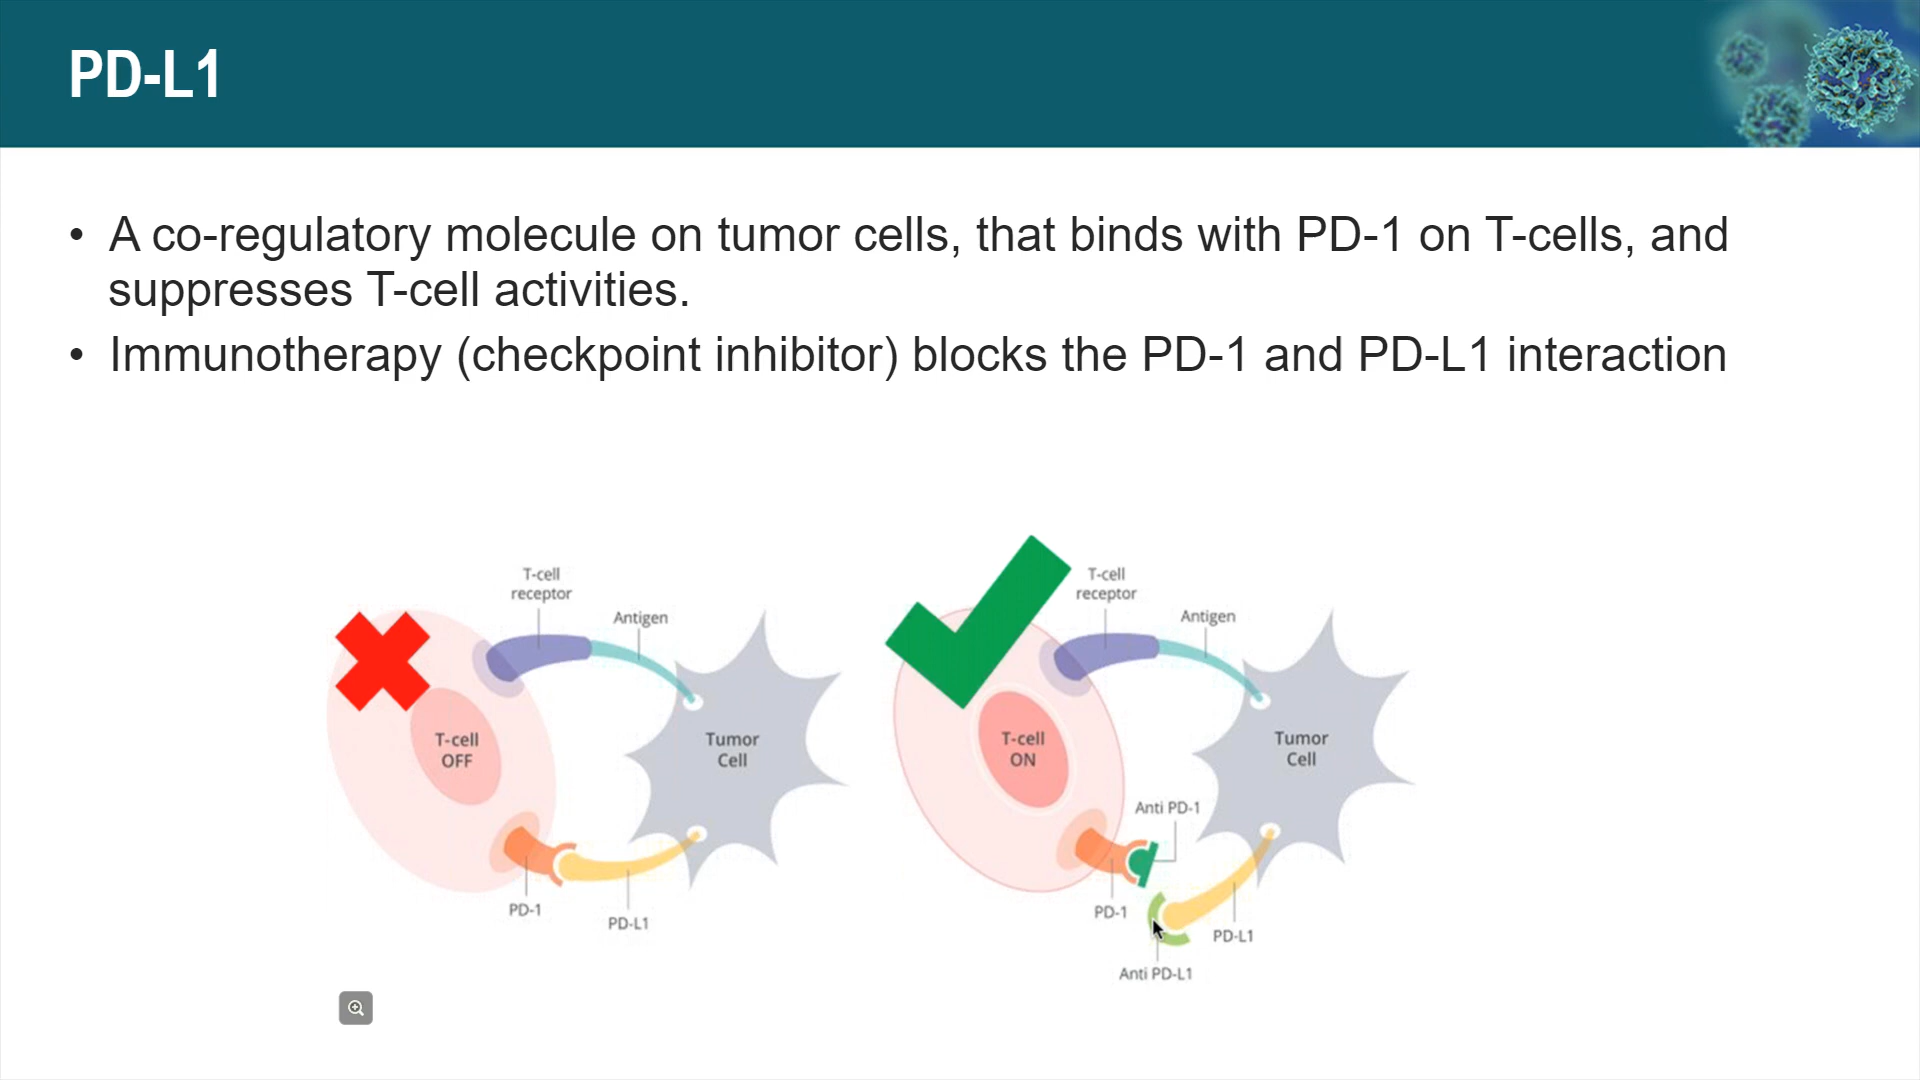 PD-L1
• A co-regulatory molecule on tumor cells, that binds with PD-1 on T-cells, and
suppresses T-cell activities.
• Immunotherapy (checkpoint inhibitor) blocks the PD-1 and PD-L1 interaction
T-cell
receptor
Antigen
T-cell
OFF
Tumor
Cell
PD-1
PD-L1
T-cell
receptor
Antigen
T-cell
ON
Tumor
Cell
Anti PD-1
PD-1
PD-L1
Anti PD-L1